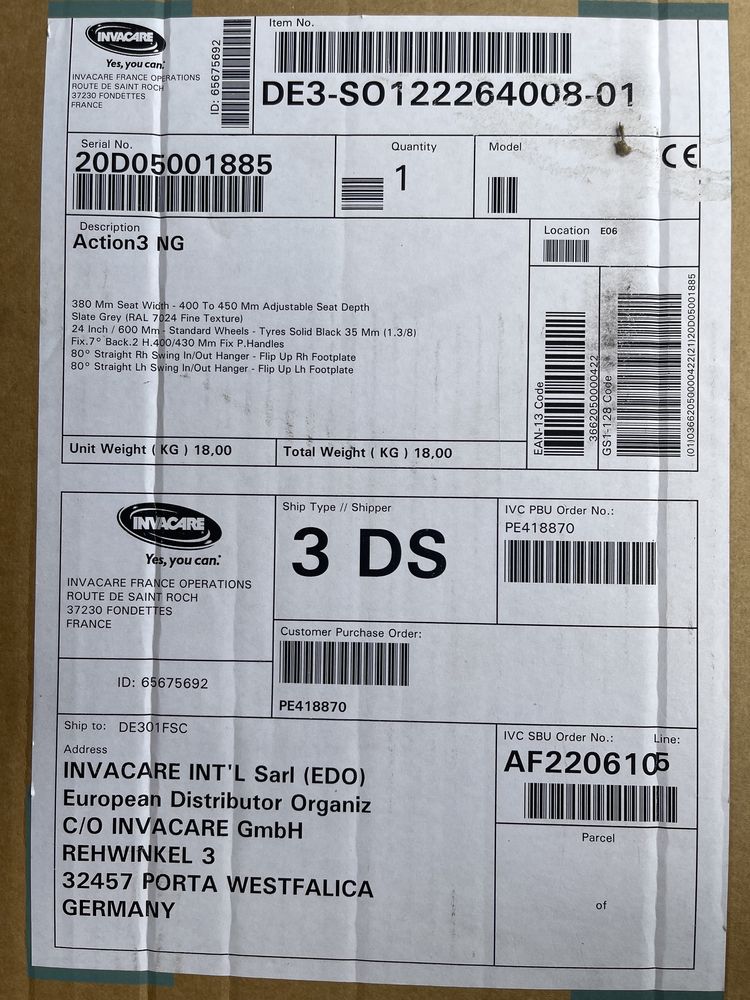 INVACARE
Yes, you can.
INVACARE FRANCE OPERATIONS
ROUTE DE SAINT ROCH
37230 FONDETTES
FRANCE
ID: 65675692
Item No.
DE3-SO122264008-01
Serial No.
20D05001885
Quantity
1
Model
CE
Description
Action3 NG
380 Mm Seat Width - 400 To 450 Mm Adjustable Seat Depth
Slate Grey (RAL 7024 Fine Texture)
24 Inch / 600 Mm - Standard Wheels - Tyres Solid Black 35 Mm (1.3/8)
Fix.7° Back.2 H.400/430 Mm Fix P.Handles
80° Straight Rh Swing In/Out Hanger - Flip Up Rh Footplate
80° Straight Lh Swing In/Out Hanger - Flip Up Lh Footplate
Location E06
EAN-13 Code
3662050000422
GS1-128 Code
(01)03662050000422(21)20D05001885
Unit Weight ( KG ) 18,00
Total Weight ( KG ) 18,00
INVACARE
Yes, you can.
INVACARE FRANCE OPERATIONS
ROUTE DE SAINT ROCH
37230 FONDETTES
FRANCE
ID: 65675692
Ship Type // Shipper
3 DS
IVC PBU Order No.:
PE418870
Customer Purchase Order:
PE418870
Ship to: DE301FSC
Address
INVACARE INT'L Sarl (EDO)
European Distributor Organiz
C/O INVACARE GmbH
REHWINKEL 3
32457 PORTA WESTFALICA
GERMANY
IVC SBU Order No.: Line:
AF220610 5
Parcel
of